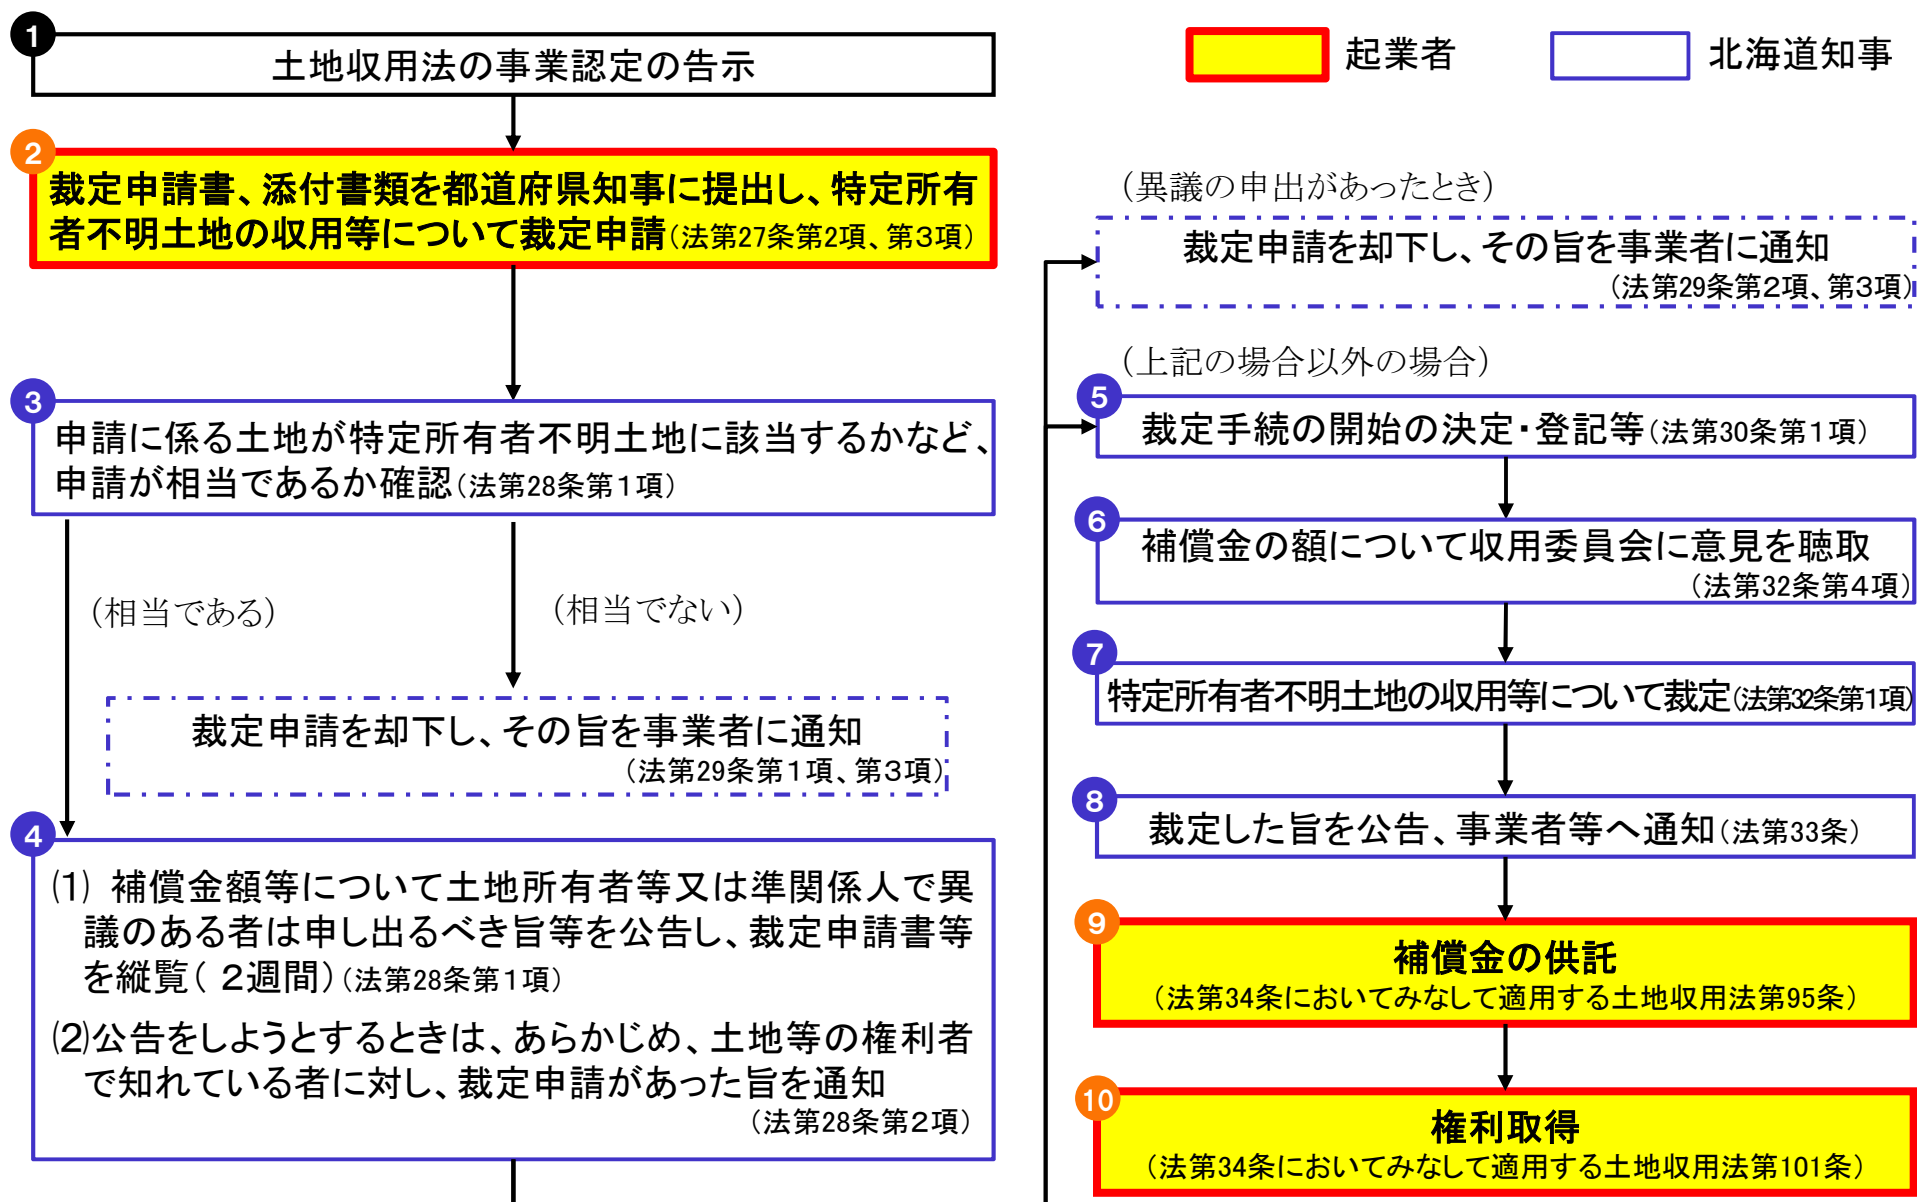 1
土地収用法の事業認定の告示
2
裁定申請書、添付書類を都道府県知事に提出し、特定所有
者不明土地の収用等について裁定申請(法第27条第2項、第3項)
3
申請に係る土地が特定所有者不明土地に該当するかなど、
申請が相当であるか確認(法第28条第1項)
(相当である)
(相当でない)
裁定申請を却下し、その旨を事業者に通知
(法第29条第1項、第3項)
4
⑴ 補償金額等について土地所有者等又は準関係人で異
議のある者は申し出るべき旨等を公告し、裁定申請書等
を縦覧( 2週間)(法第28条第1項)
⑵公告をしようとするときは、あらかじめ、土地等の権利者
で知れている者に対し、裁定申請があった旨を通知
(法第28条第2項)
起業者
北海道知事
(異議の申出があったとき)
裁定申請を却下し、その旨を事業者に通知
(法第29条第2項、第3項)
(上記の場合以外の場合)
5
裁定手続の開始の決定・登記等(法第30条第1項)
6
補償金の額について収用委員会に意見を聴取
(法第32条第4項)
7
特定所有者不明土地の収用等について裁定(法第32条第1項)
8
裁定した旨を公告、事業者等へ通知(法第33条)
9
補償金の供託
(法第34条においてみなして適用する土地収用法第95条)
10
権利取得
(法第34条においてみなして適用する土地収用法第101条)